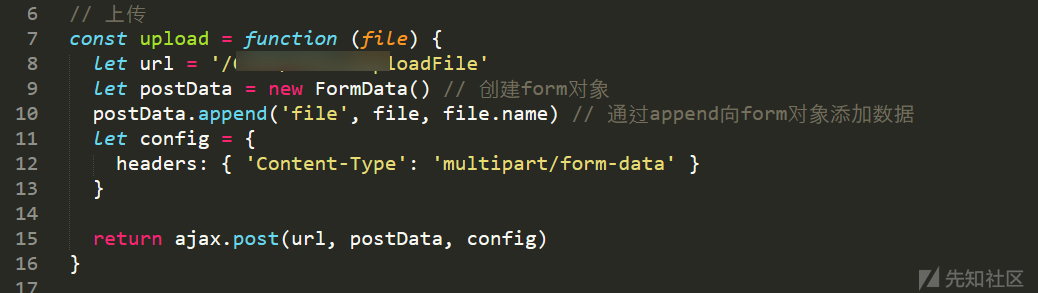 6 // 上传
7 const upload = function (file) {
8 let url = '/ loadFile'
9 let postData = new FormData() // 创建form对象
10 postData.append('file', file, file.name) // 通过append向form对象添加数据
11 let config = {
12 headers: { 'Content-Type': 'multipart/form-data' }
13 }
14
15 return ajax.post(url, postData, config)
16 }
17
先知社区